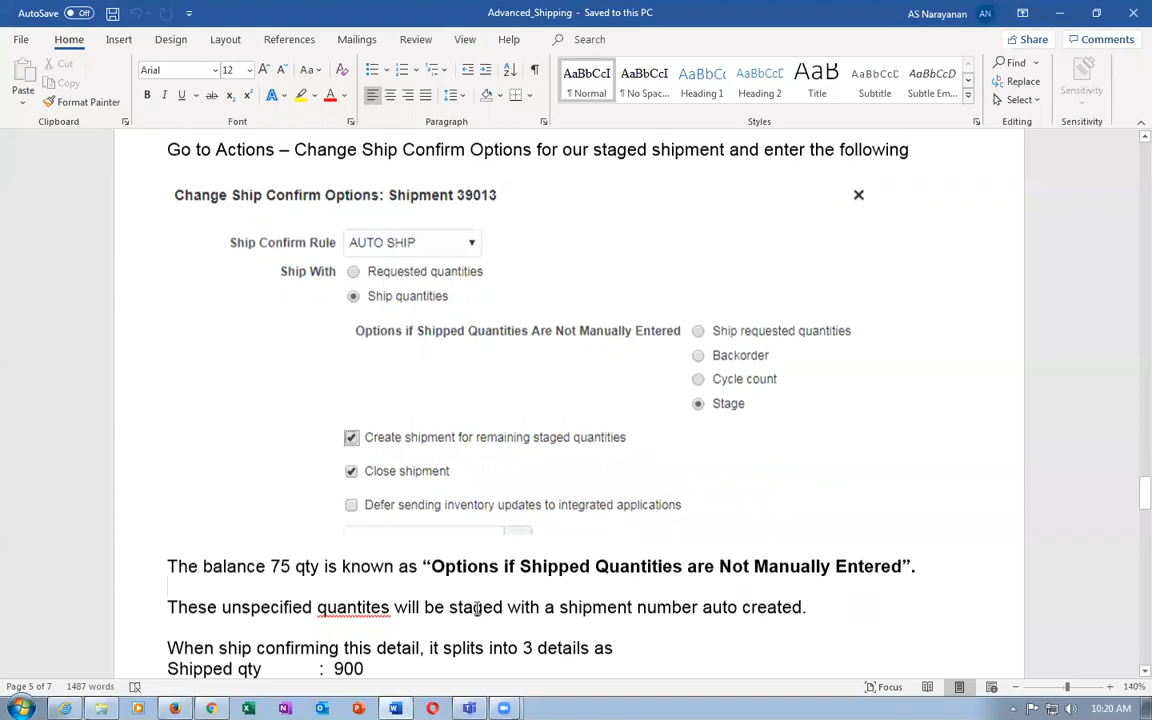 AutoSave Off Advanced_Shipping - Saved to this PC AS Narayanan AN
File Home Insert Design Layout References Mailings Review View Help Search Share Comments
Paste Cut Copy Format Painter
Clipboard
Arial 12 Aa
B I U ab x₂ x² A A
Font
Paragraph
AaBbCcI AaBbCcI AaBbCc AaBbCcC AaB AaBbCcC AaBbCcD
¶ Normal ¶ No Spac... Heading 1 Heading 2 Title Subtitle Subtle Em...
Styles
Find
Replace
Select
Editing
Sensitivity
Sensitivity
Go to Actions – Change Ship Confirm Options for our staged shipment and enter the following
Change Ship Confirm Options: Shipment 39013
Ship Confirm Rule AUTO SHIP
Ship With Requested quantities
Ship quantities
Options if Shipped Quantities Are Not Manually Entered Ship requested quantities
Backorder
Cycle count
Stage
Create shipment for remaining staged quantities
Close shipment
Defer sending inventory updates to integrated applications
The balance 75 qty is known as “Options if Shipped Quantities are Not Manually Entered”.
These unspecified quantites will be staged with a shipment number auto created.
When ship confirming this detail, it splits into 3 details as
Shipped qty : 900
Page 5 of 7 1487 words Focus 140%
10:20 AM